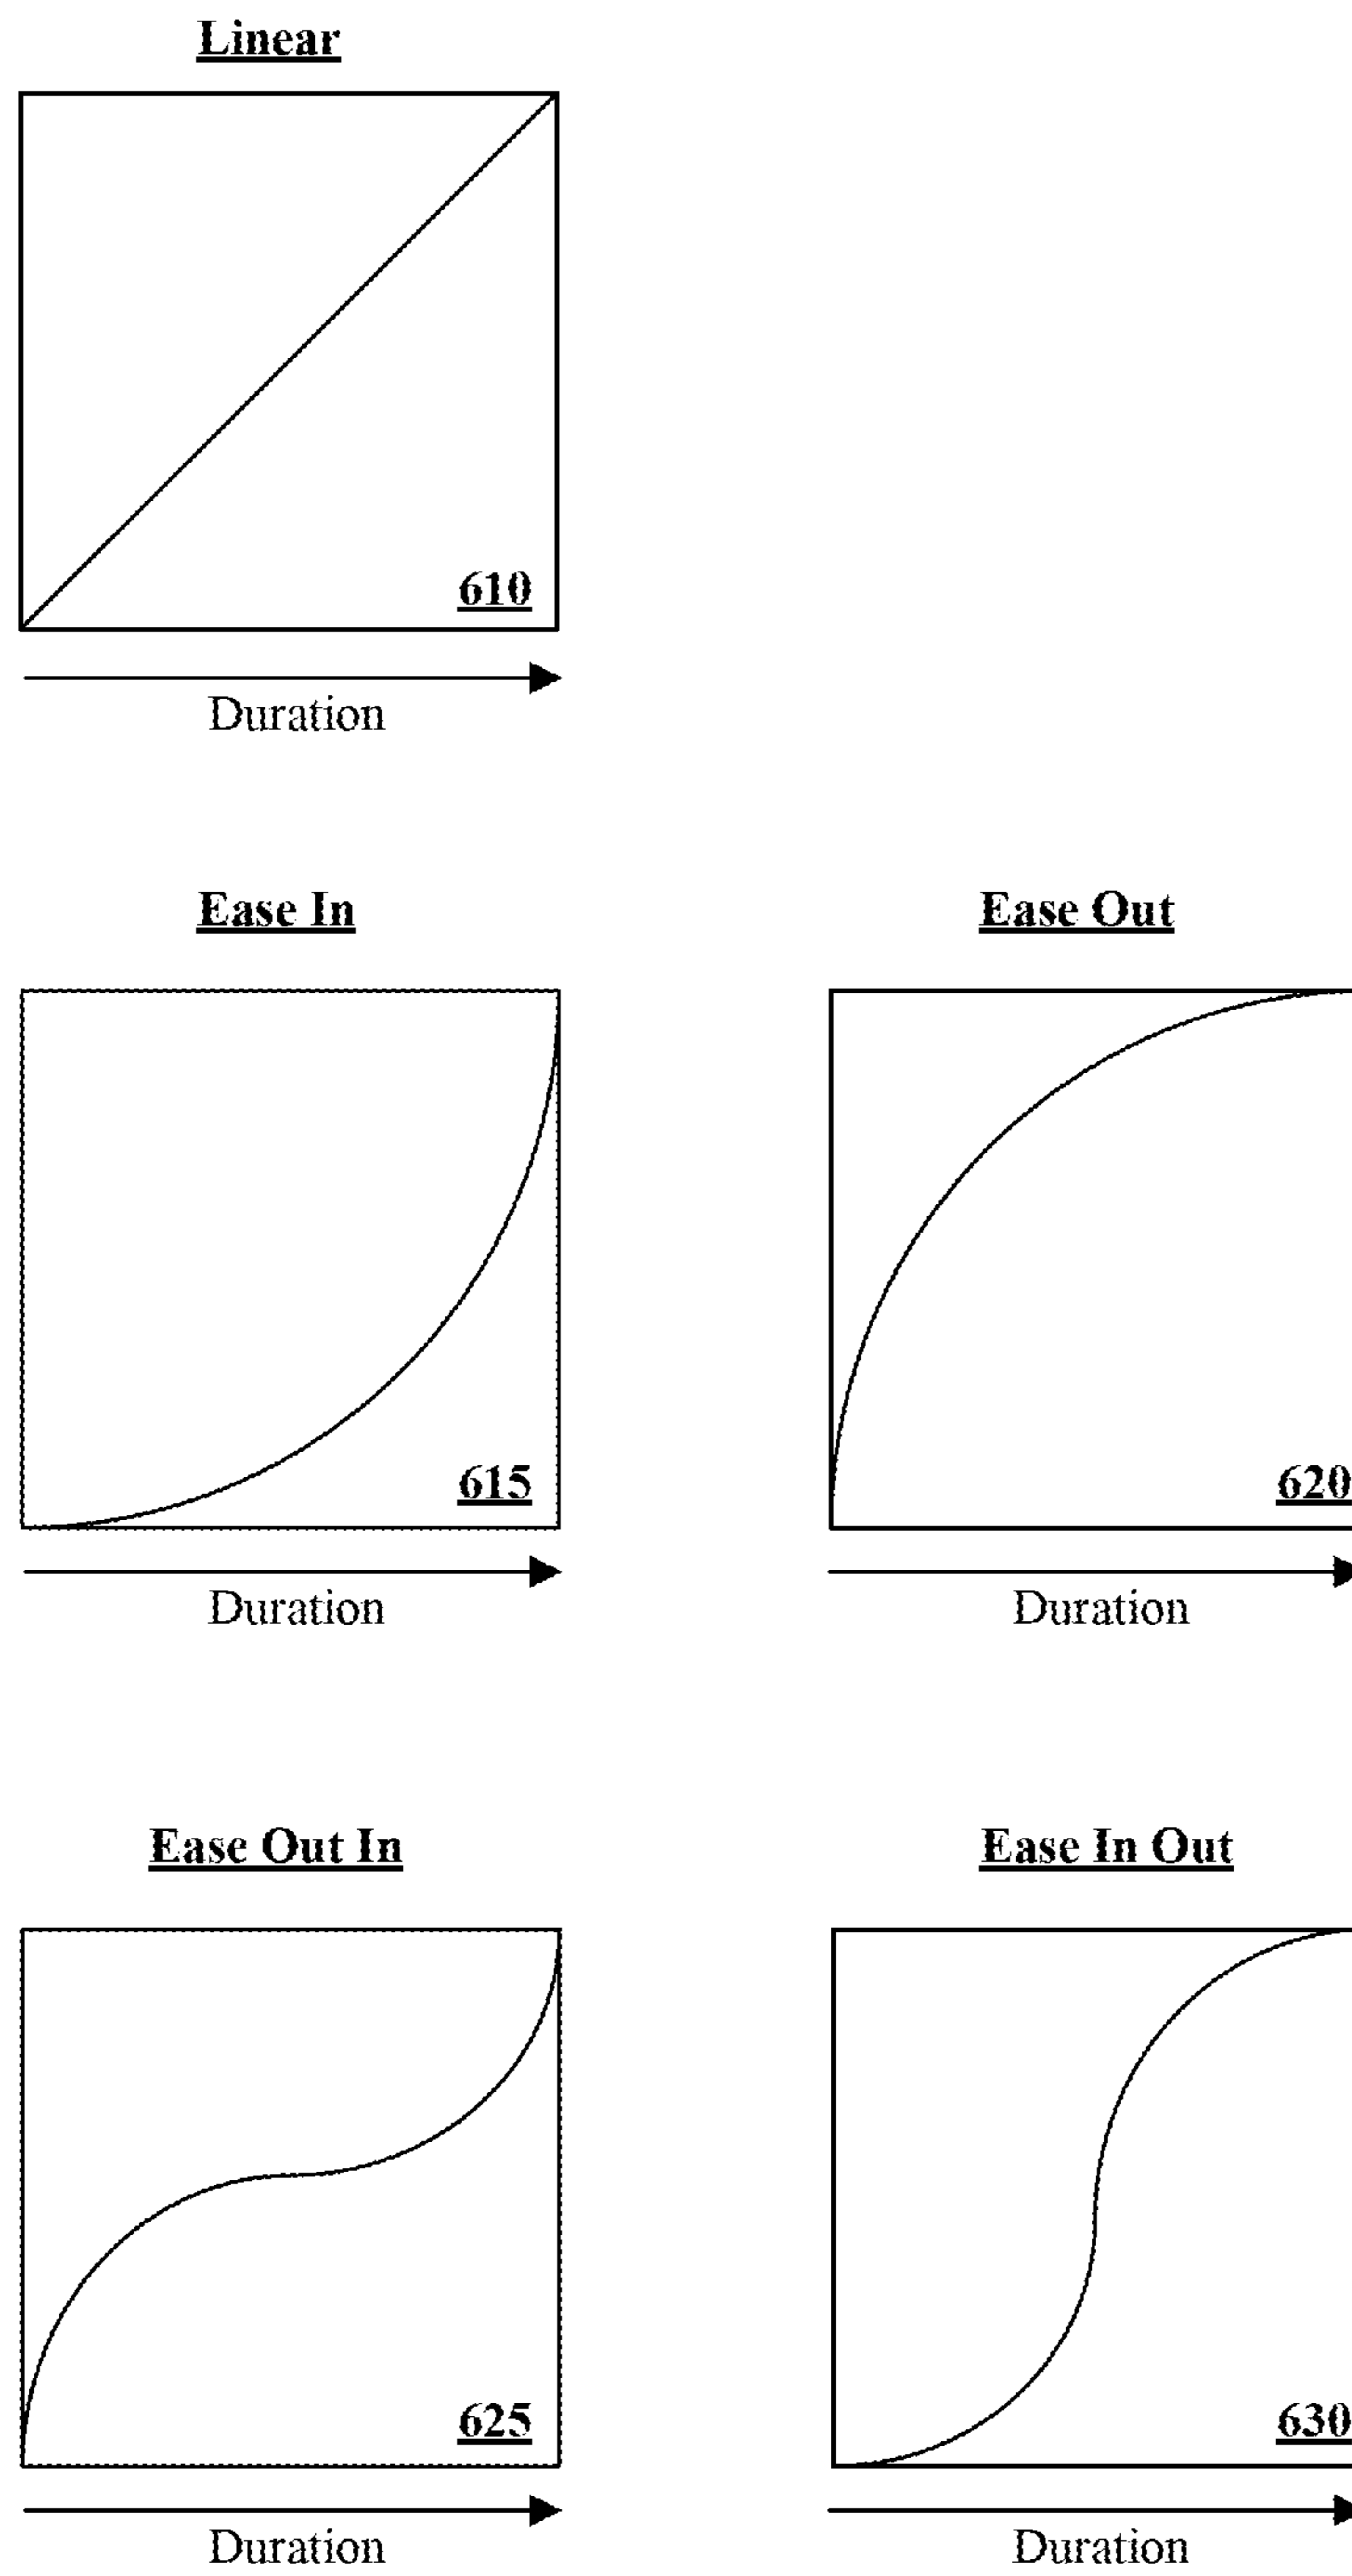 Linear
610
Duration
Ease In
Ease Out
615
620
Duration
Duration
Ease Out In
Ease In Out
625
630
Duration
Duration